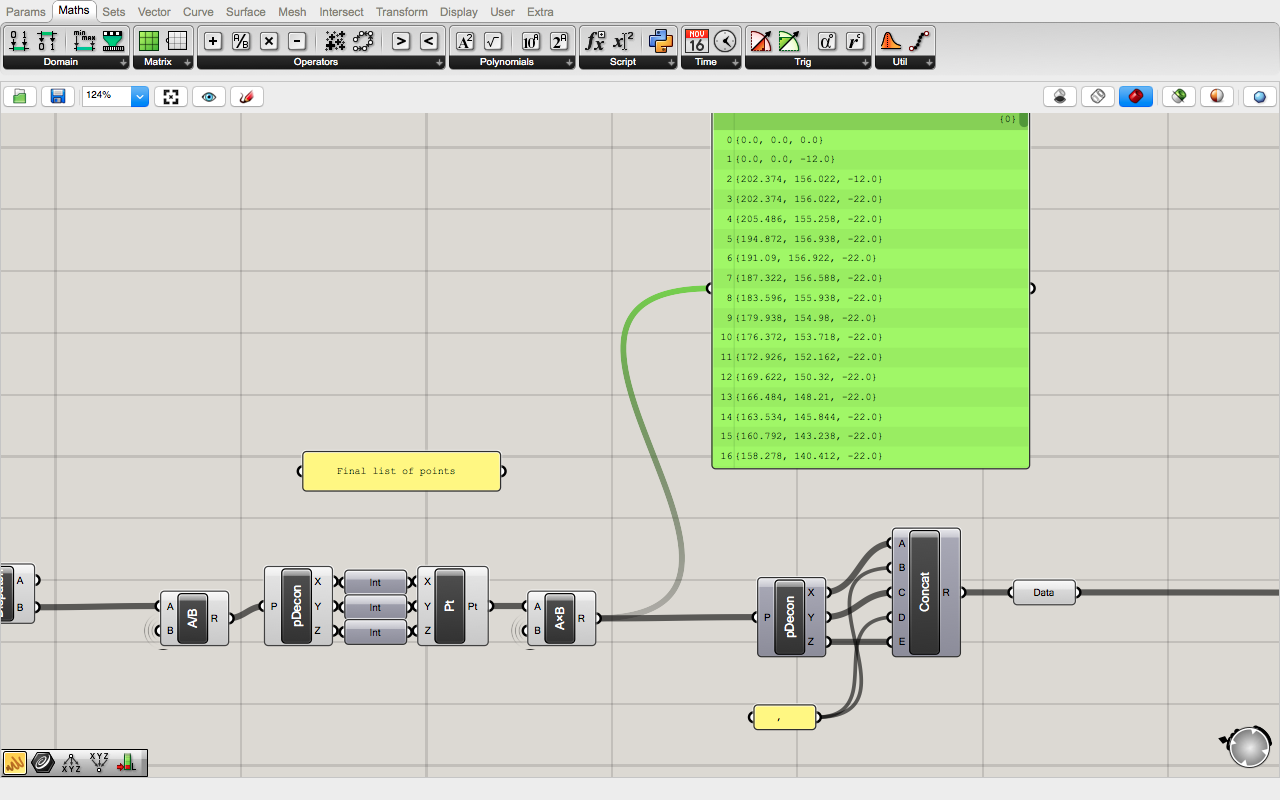 Params Maths Sets Vector Curve Surface Mesh Intersect Transform Display User Extra
Domain Matrix Operators Polynomials Script Time Trig Util
NOV 16
124%
{0}
0 {0.0, 0.0, 0.0}
1 {0.0, 0.0, -12.0}
2 {202.374, 156.022, -12.0}
3 {202.374, 156.022, -22.0}
4 {205.486, 155.258, -22.0}
5 {194.872, 156.938, -22.0}
6 {191.09, 156.922, -22.0}
7 {187.322, 156.588, -22.0}
8 {183.596, 155.938, -22.0}
9 {179.938, 154.98, -22.0}
10 {176.372, 153.718, -22.0}
11 {172.926, 152.162, -22.0}
12 {169.622, 150.32, -22.0}
13 {166.484, 148.21, -22.0}
14 {163.534, 145.844, -22.0}
15 {160.792, 143.238, -22.0}
16 {158.278, 140.412, -22.0}
Final list of points
A
B
A
B
A/B
R
P
pDecon
X
Y
Z
Int
Int
Int
X
Y
Z
Pt
Pt
A
B
A×B
R
P
pDecon
X
Y
Z
A
B
C
D
E
Concat
R
Data
,
XYZ
XYZ
L